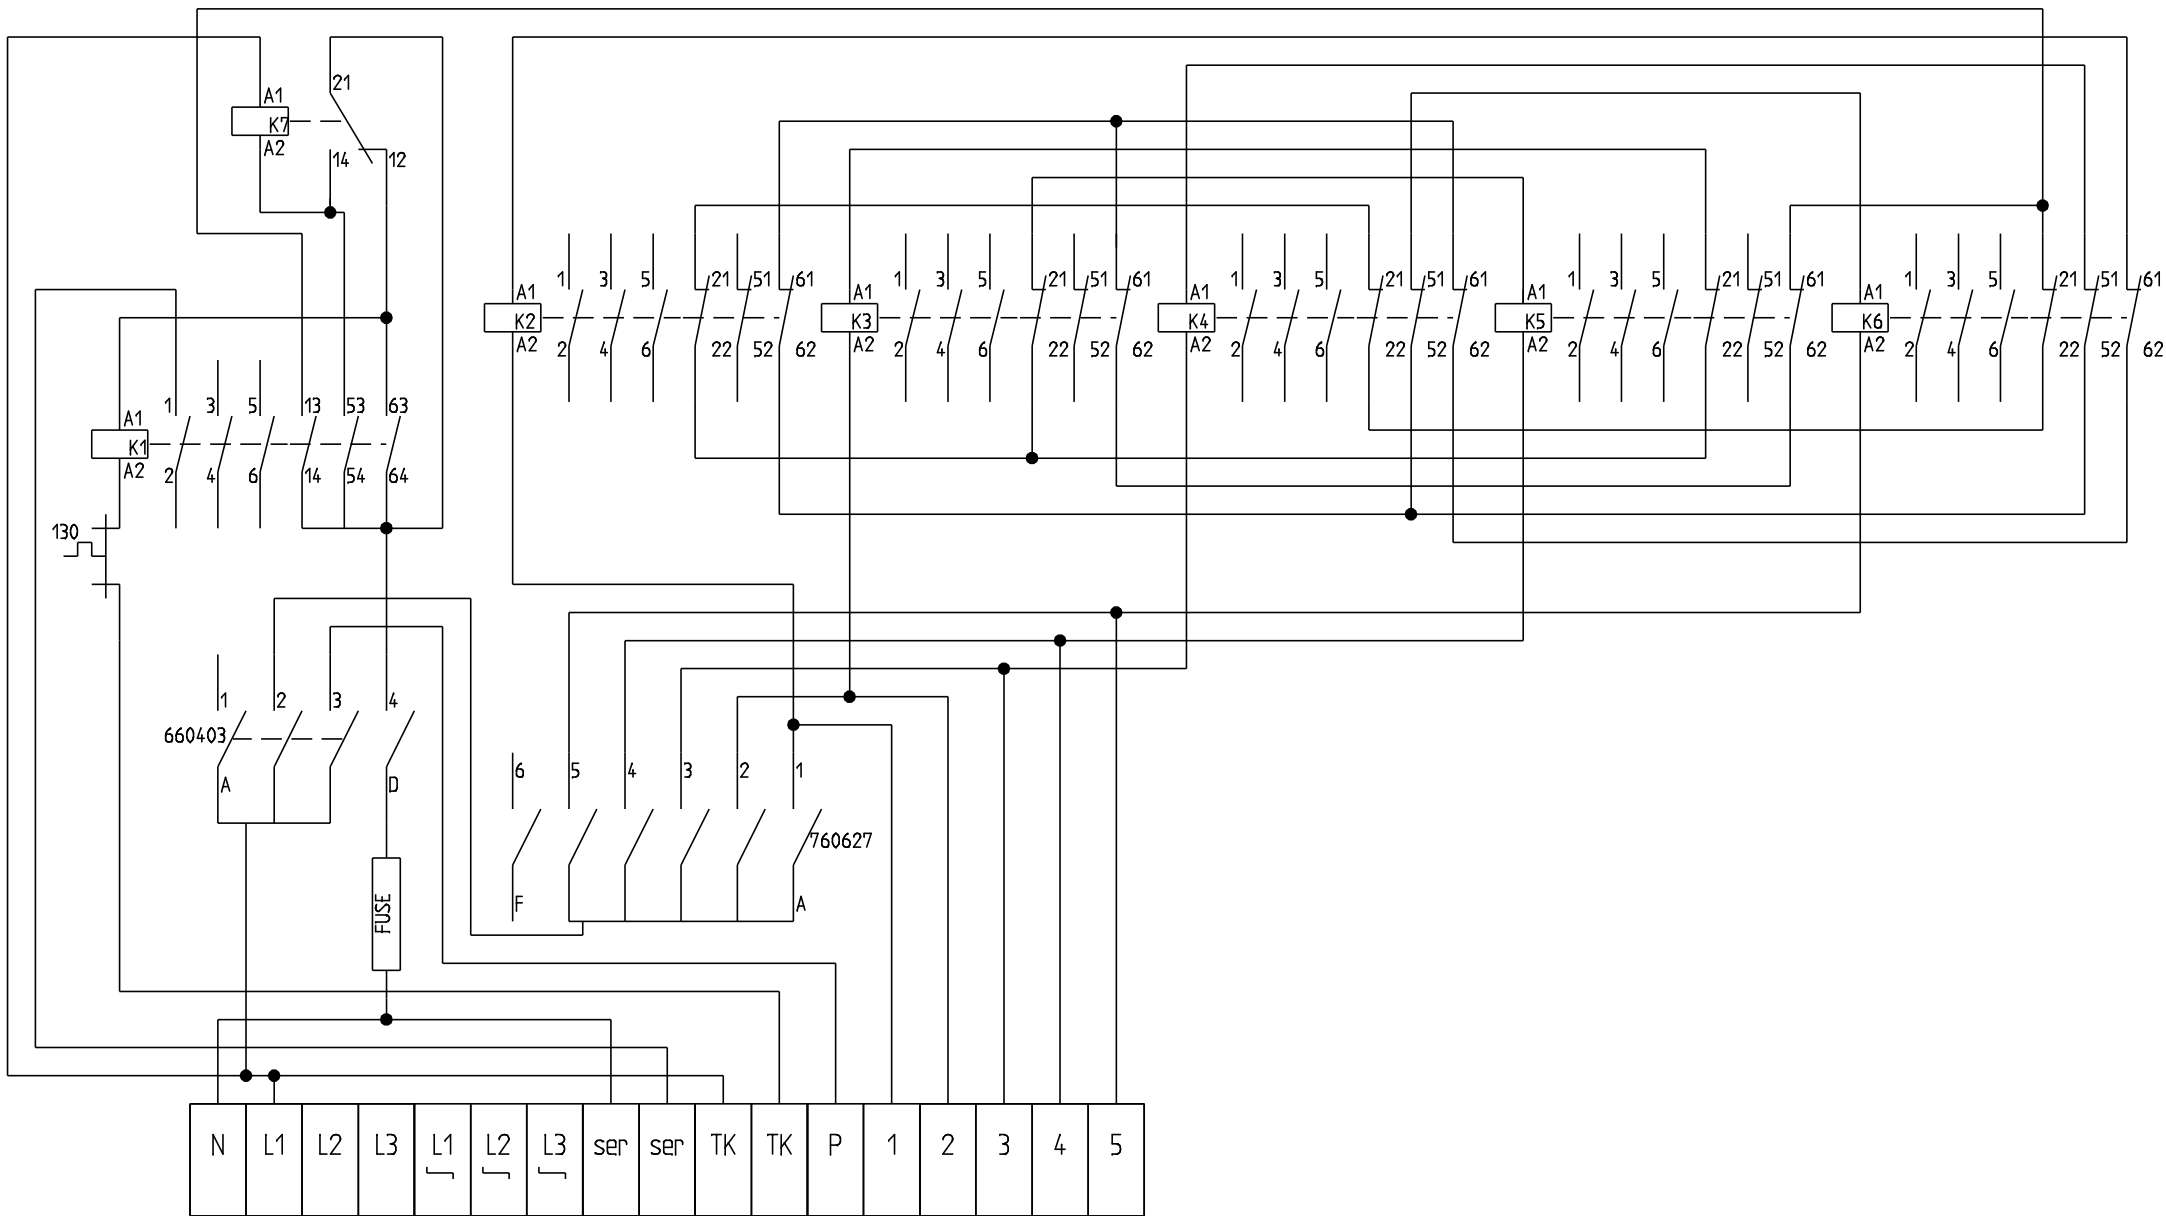 21
A1
K7
A2
14 12
1 3 5 21 51 61
A1
K2
A2
2 4 6 22 52 62
1 3 5 21 51 61
A1
K3
A2
2 4 6 22 52 62
1 3 5 21 51 61
A1
K4
A2
2 4 6 22 52 62
1 3 5 21 51 61
A1
K5
A2
2 4 6 22 52 62
1 3 5 21 51 61
A1
K6
A2
2 4 6 22 52 62
1 3 5 13 53 63
A1
K1
A2
2 4 6 14 54 64
130
1 2 3 4
660403
A D
6 5 4 3 2 1
760627
F A
FUSE
N L1 L2 L3 L1 L2 L3 ser ser TK TK P 1 2 3 4 5